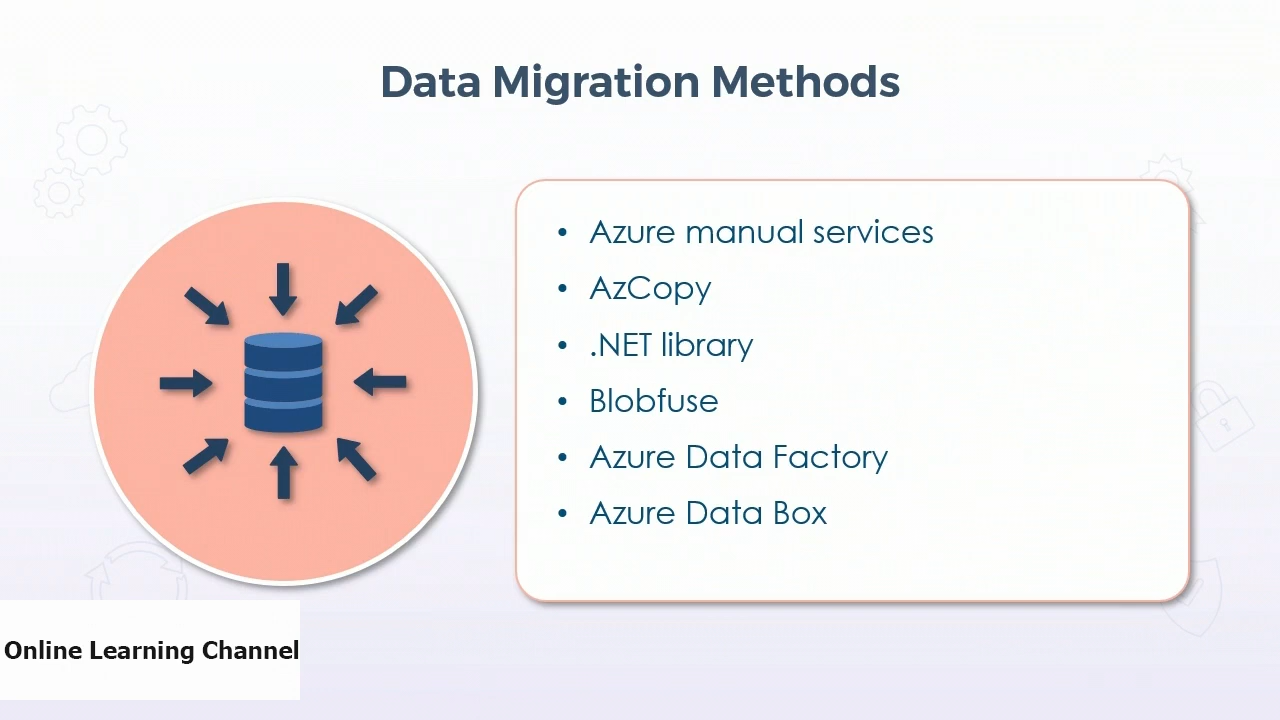 Data Migration Methods
• Azure manual services
• AzCopy
• .NET library
• Blobfuse
• Azure Data Factory
• Azure Data Box
Online Learning Channel